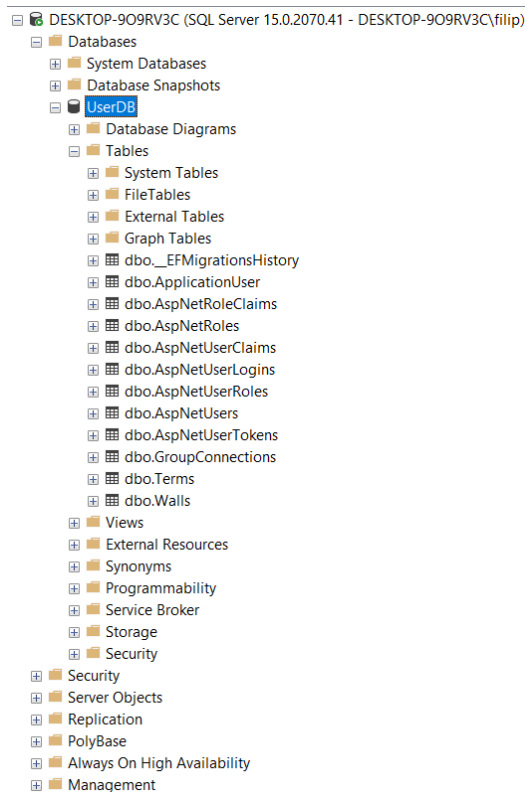 DESKTOP-9O9RV3C (SQL Server 15.0.2070.41 - DESKTOP-9O9RV3C\filip)
Databases
System Databases
Database Snapshots
UserDB
Database Diagrams
Tables
System Tables
FileTables
External Tables
Graph Tables
dbo.__EFMigrationsHistory
dbo.ApplicationUser
dbo.AspNetRoleClaims
dbo.AspNetRoles
dbo.AspNetUserClaims
dbo.AspNetUserLogins
dbo.AspNetUserRoles
dbo.AspNetUsers
dbo.AspNetUserTokens
dbo.GroupConnections
dbo.Terms
dbo.Walls
Views
External Resources
Synonyms
Programmability
Service Broker
Storage
Security
Security
Server Objects
Replication
PolyBase
Always On High Availability
Management